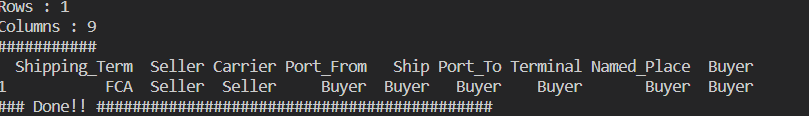 Rows : 1
Columns : 9
###########
Shipping_Term Seller Carrier Port_From Ship Port_To Terminal Named_Place Buyer
1 FCA Seller Seller Buyer Buyer Buyer Buyer Buyer Buyer
### Done!! ############################################